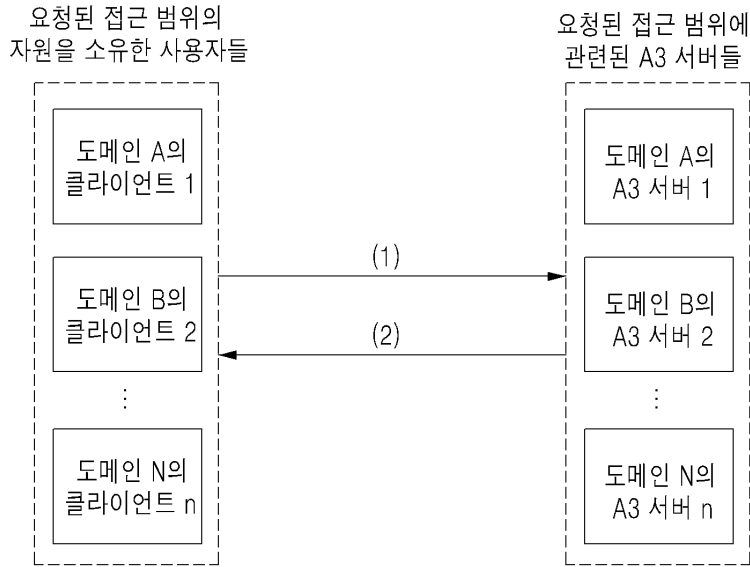 요청된 접근 범위의
자원을 소유한 사용자들
도메인 A의
클라이언트 1
도메인 B의
클라이언트 2
⋮
도메인 N의
클라이언트 n
(1)
(2)
요청된 접근 범위에
관련된 A3 서버들
도메인 A의
A3 서버 1
도메인 B의
A3 서버 2
⋮
도메인 N의
A3 서버 n